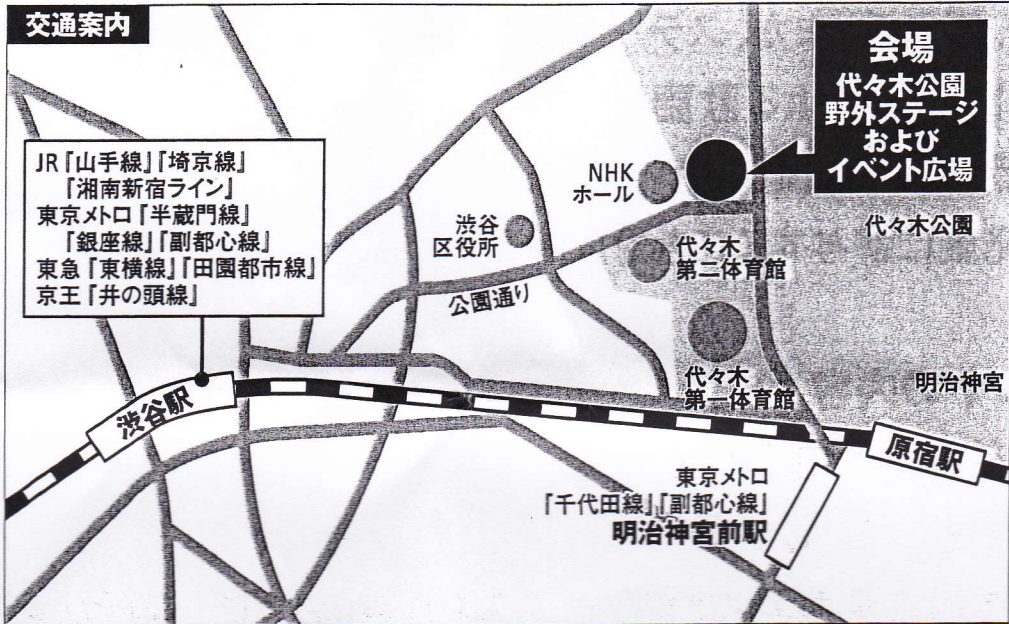 交通案内
会場
代々木公園
野外ステージ
および
イベント広場
JR『山手線』『埼京線』
『湘南新宿ライン』
東京メトロ『半蔵門線』
『銀座線』『副都心線』
東急『東横線』『田園都市線』
京王『井の頭線』
NHK
ホール
渋谷
区役所
代々木公園
代々木
第二体育館
公園通り
代々木
第一体育館
明治神宮
渋谷駅
原宿駅
東京メトロ
『千代田線』『副都心線』
明治神宮前駅